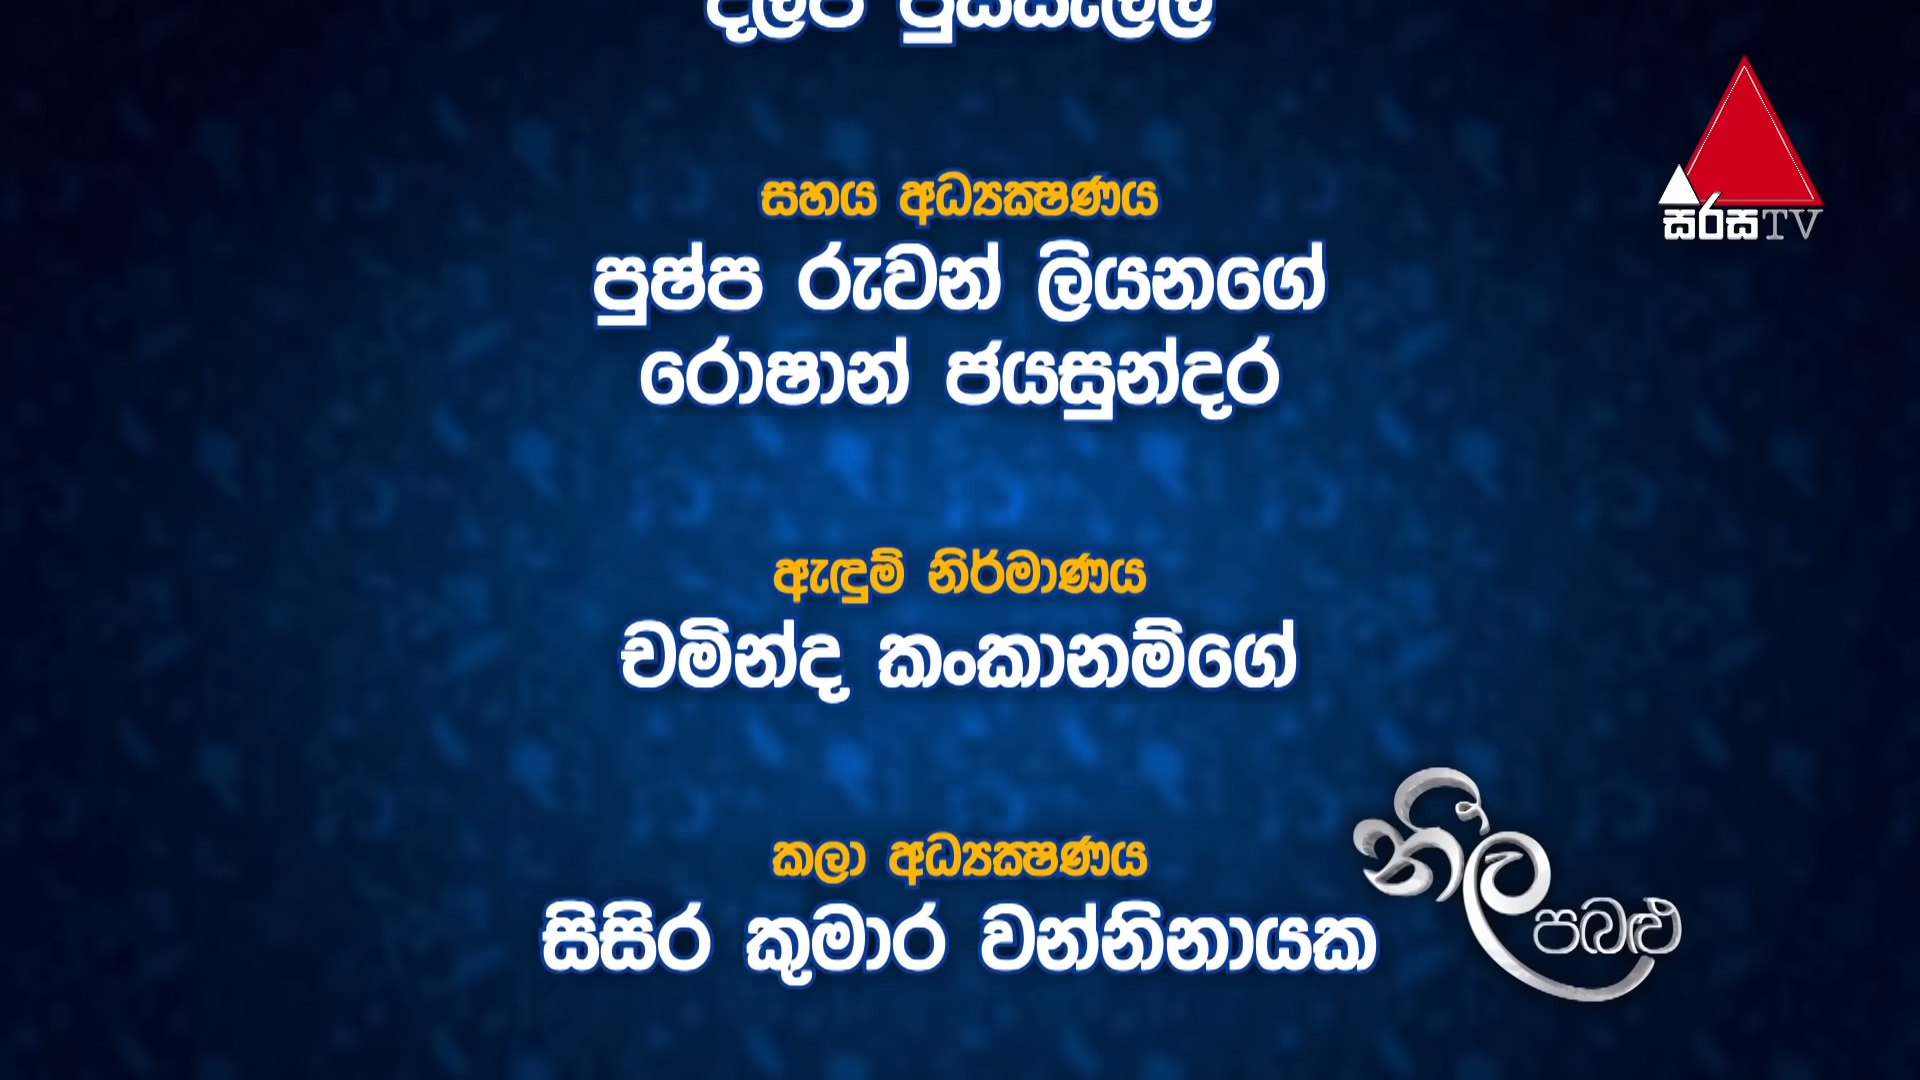 සහය අධ්‍යක්ෂණය
පුෂ්ප රුවන් ලියනගේ
රොෂාන් ජයසුන්දර
ඇඳුම් නිර්මාණය
චමින්ද කංකානම්ගේ
කලා අධ්‍යක්ෂණය
සිසිර කුමාර වන්නිනායක
සිරස TV
නීල
පබළු